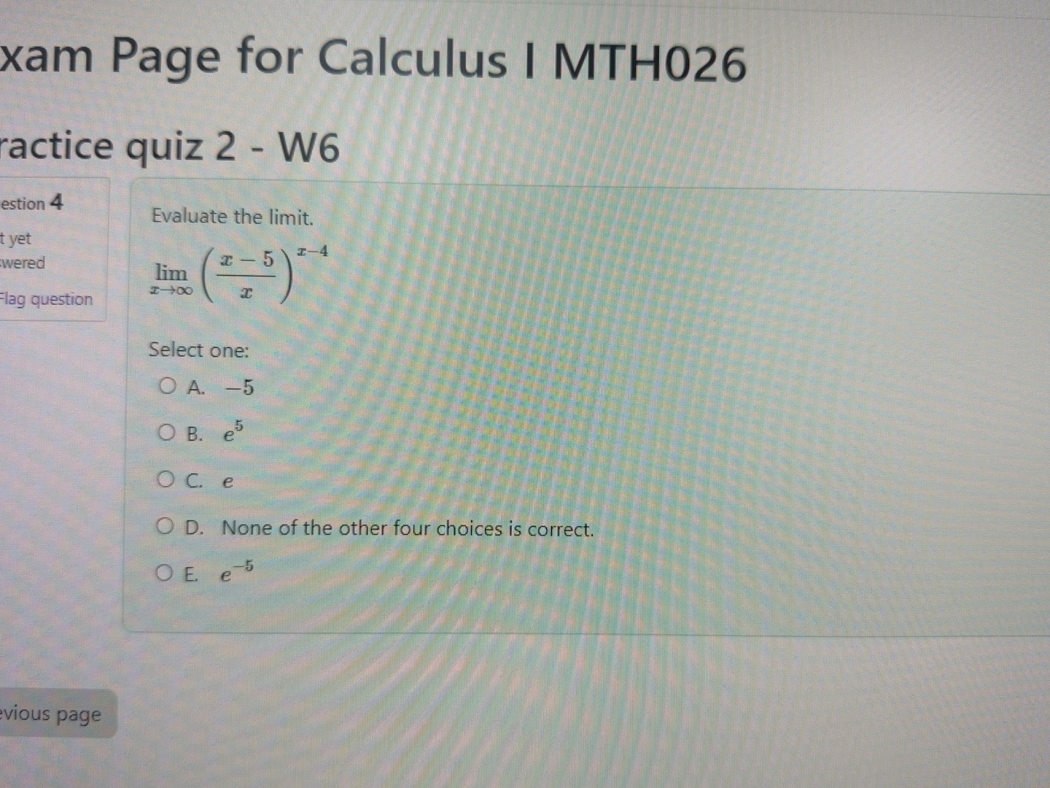 xam Page for Calculus I MTH026
ractice quiz 2 - W6
estion 4
t yet
wered
Flag question
Evaluate the limit.
lim x→∞ ((x − 5)/x)^(x−4)
Select one:
A. −5
B. e^5
C. e
D. None of the other four choices is correct.
E. e^−5
evious page